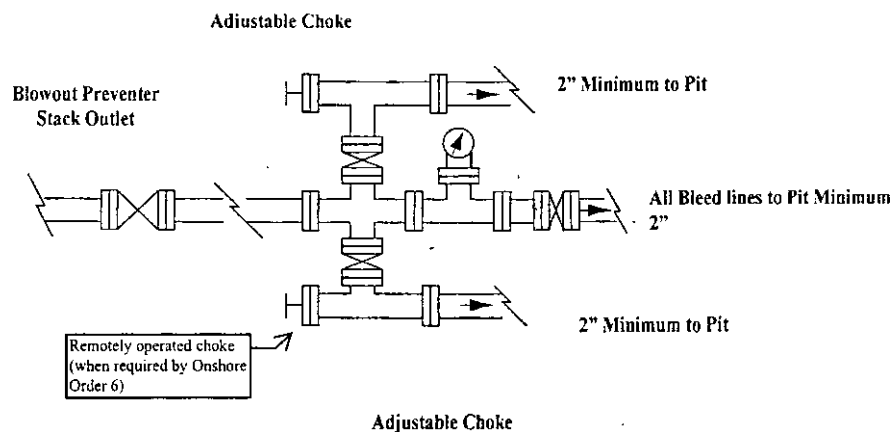 Adjustable Choke
2” Minimum to Pit
Blowout Preventer
Stack Outlet
All Bleed lines to Pit Minimum
2”
2” Minimum to Pit
Remotely operated choke
(when required by Onshore
Order 6)
Adjustable Choke